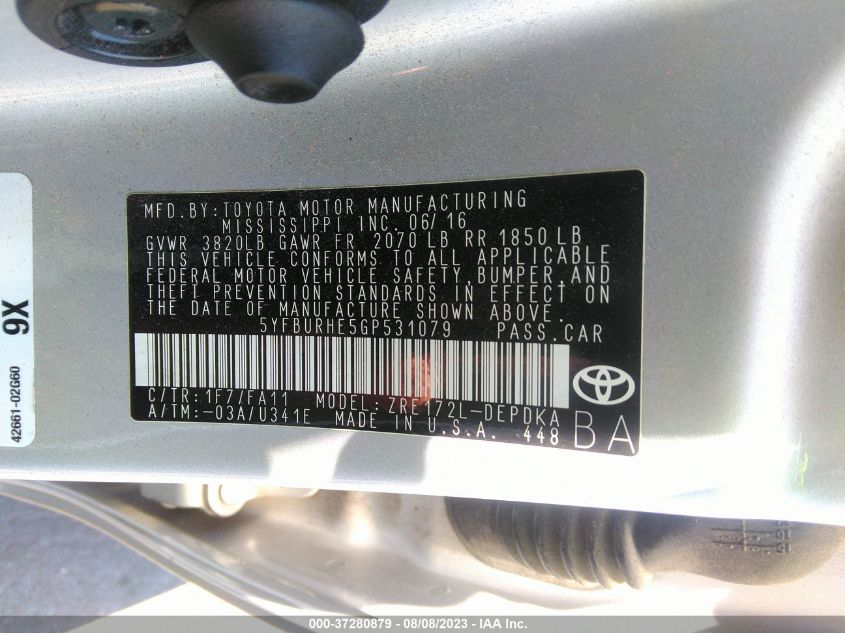 MFD.BY:TOYOTA MOTOR MANUFACTURING
MISSISSIPPI INC. 06/16
GVWR 3820LB GAWR FR 2070 LB RR 1850 LB
THIS VEHICLE CONFORMS TO ALL APPLICABLE
FEDERAL MOTOR VEHICLE SAFETY,BUMPER,AND
THEFT PREVENTION STANDARDS IN EFFECT ON
THE DATE OF MANUFACTURE SHOWN ABOVE.
5YFBURHE5GP531079 PASS.CAR
C/TR:1F7/FA11 MODEL:ZRE172L-DEPDKA
A/TM:-03A/U341E MADE IN U.S.A. 448
BA
9X
42661-02G60
000-37280879 - 08/08/2023 - IAA Inc.